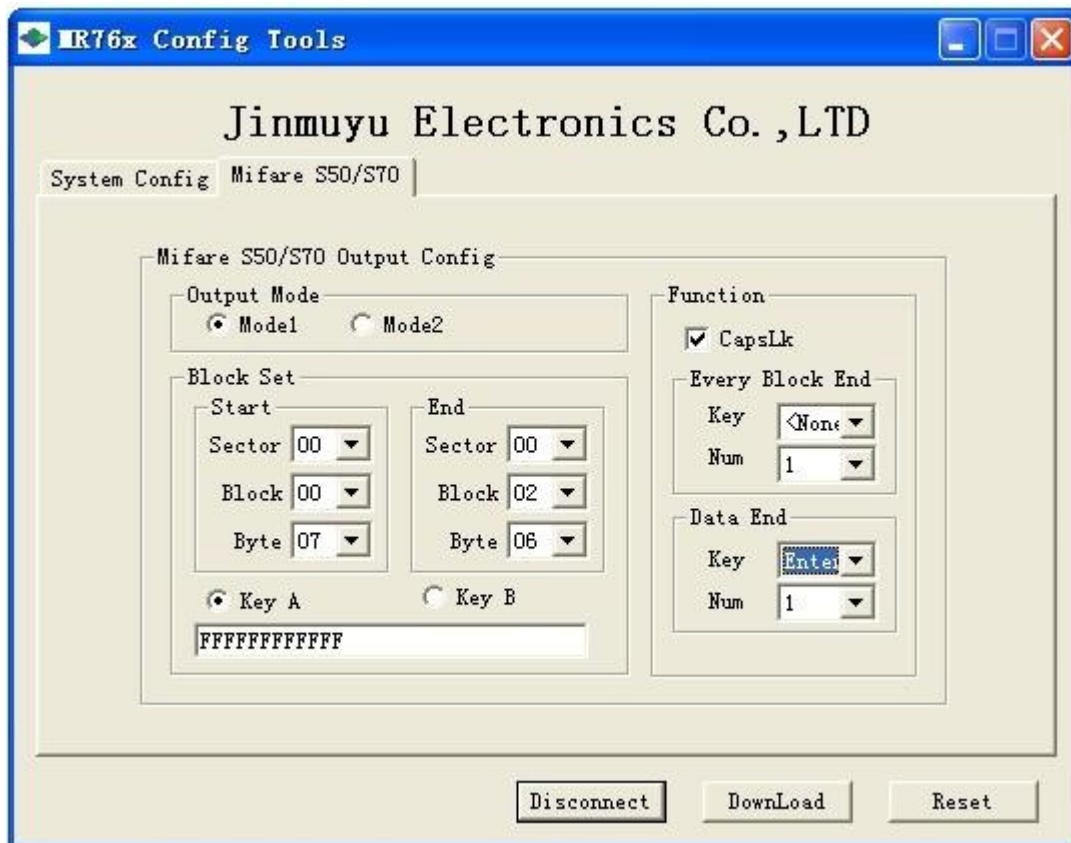 MR76x Config Tools
Jinmuyu Electronics Co.,LTD
System Config
Mifare S50/S70
Mifare S50/S70 Output Config
Output Mode
Mode1
Mode2
Block Set
Start
Sector 00
Block 00
Byte 07
End
Sector 00
Block 02
Byte 06
Key A
Key B
FFFFFFFFFFFF
Function
CapsLk
Every Block End
Key <None
Num 1
Data End
Key Enter
Num 1
Disconnect
DownLoad
Reset